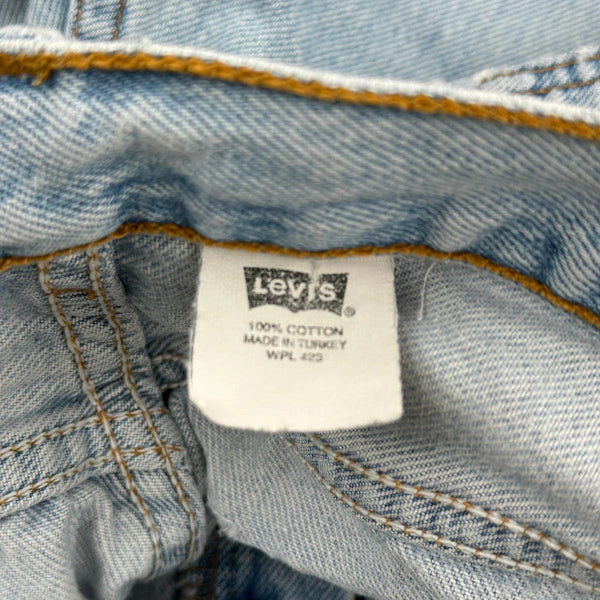 Levi's ®
100% COTTON
MADE IN TURKEY
WPL 423